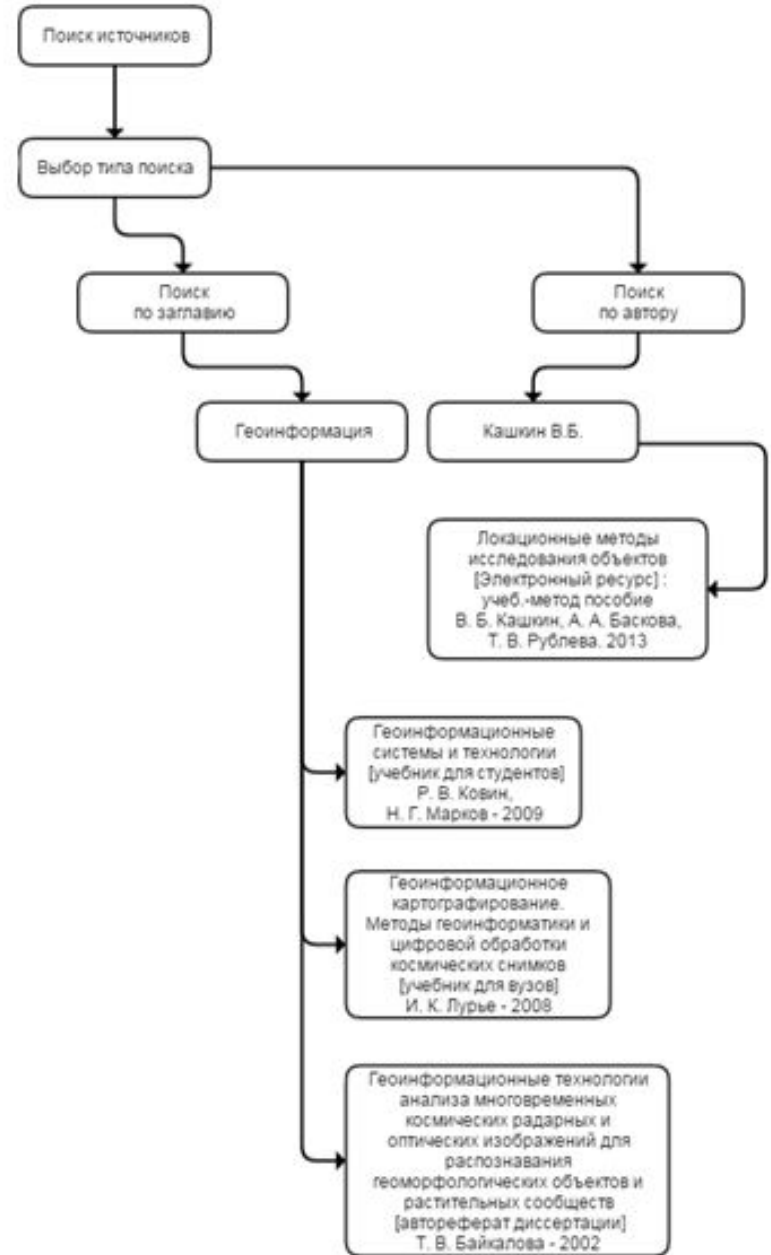 Поиск источников
Выбор типа поиска
Поиск
по заглавию
Поиск
по автору
Геоинформация
Кашкин В.Б.
Локационные методы
исследования объектов
[Электронный ресурс] :
учеб.-метод пособие
В. Б. Кашкин, А. А. Баскова,
Т. В. Рублева. 2013
Геоинформационные
системы и технологии
[учебник для студентов]
Р. В. Ковин,
Н. Г. Марков - 2009
Геоинформационное
картографирование.
Методы геоинформатики и
цифровой обработки
космических снимков
[учебник для вузов]
И. К. Лурье - 2008
Геоинформационные технологии
анализа многовременных
космических радарных и
оптических изображений для
распознавания
геоморфологических объектов и
растительных сообществ
[автореферат диссертации]
Т. В. Байкалова - 2002